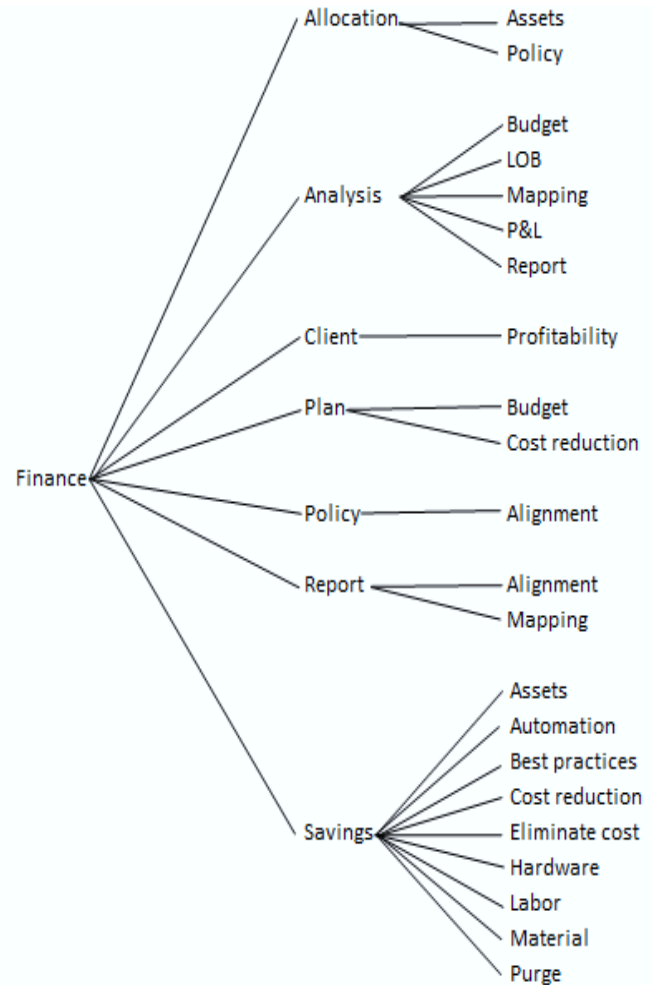 Allocation
Assets
Policy
Analysis
Budget
LOB
Mapping
P&L
Report
Client
Profitability
Plan
Budget
Cost reduction
Finance
Policy
Alignment
Report
Alignment
Mapping
Savings
Assets
Automation
Best practices
Cost reduction
Eliminate cost
Hardware
Labor
Material
Purge